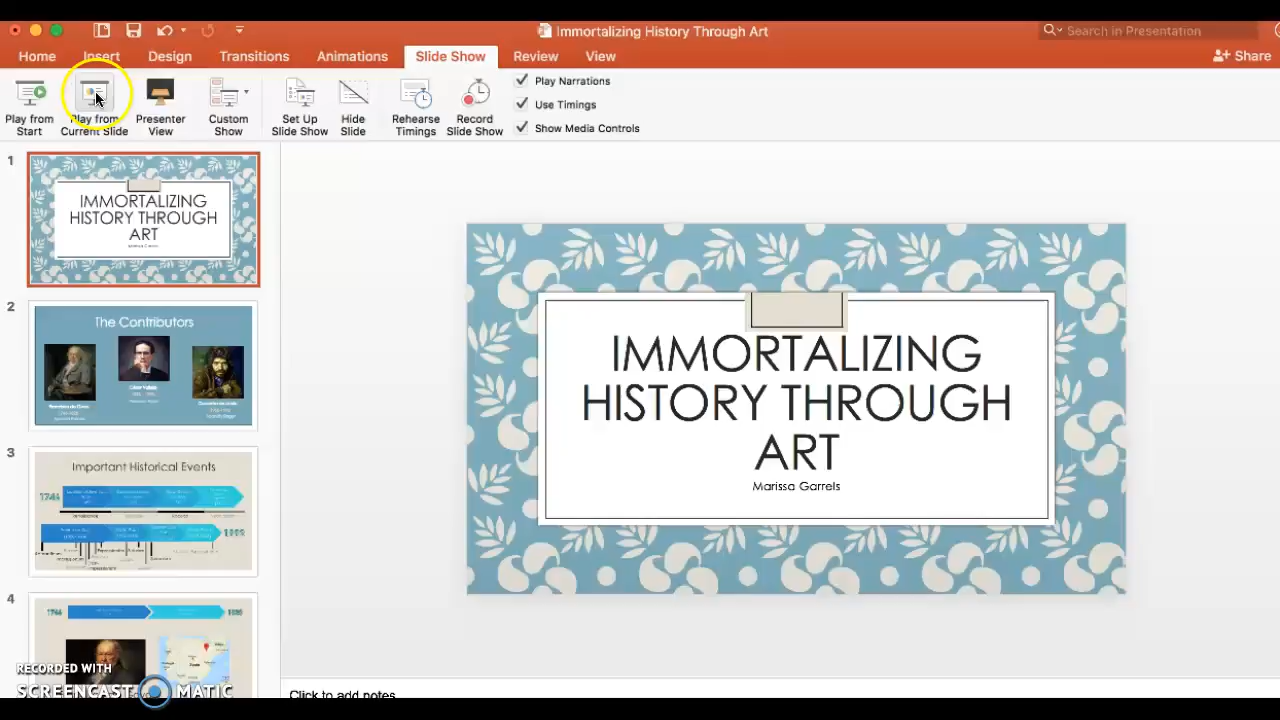 Immortalizing History Through Art
Search in Presentation
Home Insert Design Transitions Animations Slide Show Review View Share
Play from Start
Play from Current Slide
Presenter View
Custom Show
Set Up Slide Show
Hide Slide
Rehearse Timings
Record Slide Show
Play Narrations
Use Timings
Show Media Controls
1
IMMORTALIZING
HISTORY THROUGH
ART
2
The Contributors
3
Important Historical Events
1746
1992
4
1746
IMMORTALIZING
HISTORY THROUGH
ART
Marissa Garrels
Click to add notes
RECORDED WITH
SCREENCAST MATIC